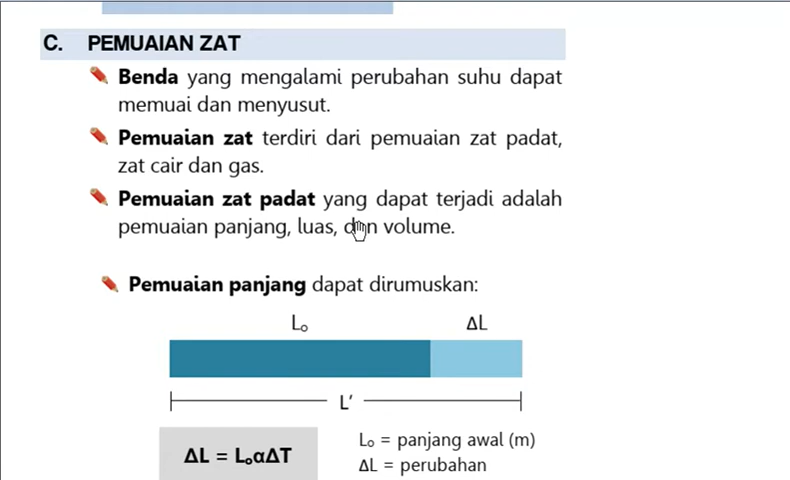 C. PEMUAIAN ZAT
Benda yang mengalami perubahan suhu dapat
memuai dan menyusut.
Pemuaian zat terdiri dari pemuaian zat padat,
zat cair dan gas.
Pemuaian zat padat yang dapat terjadi adalah
pemuaian panjang, luas, dan volume.
Pemuaian panjang dapat dirumuskan:
L₀ ΔL
L′
ΔL = L₀αΔT
L₀ = panjang awal (m)
ΔL = perubahan